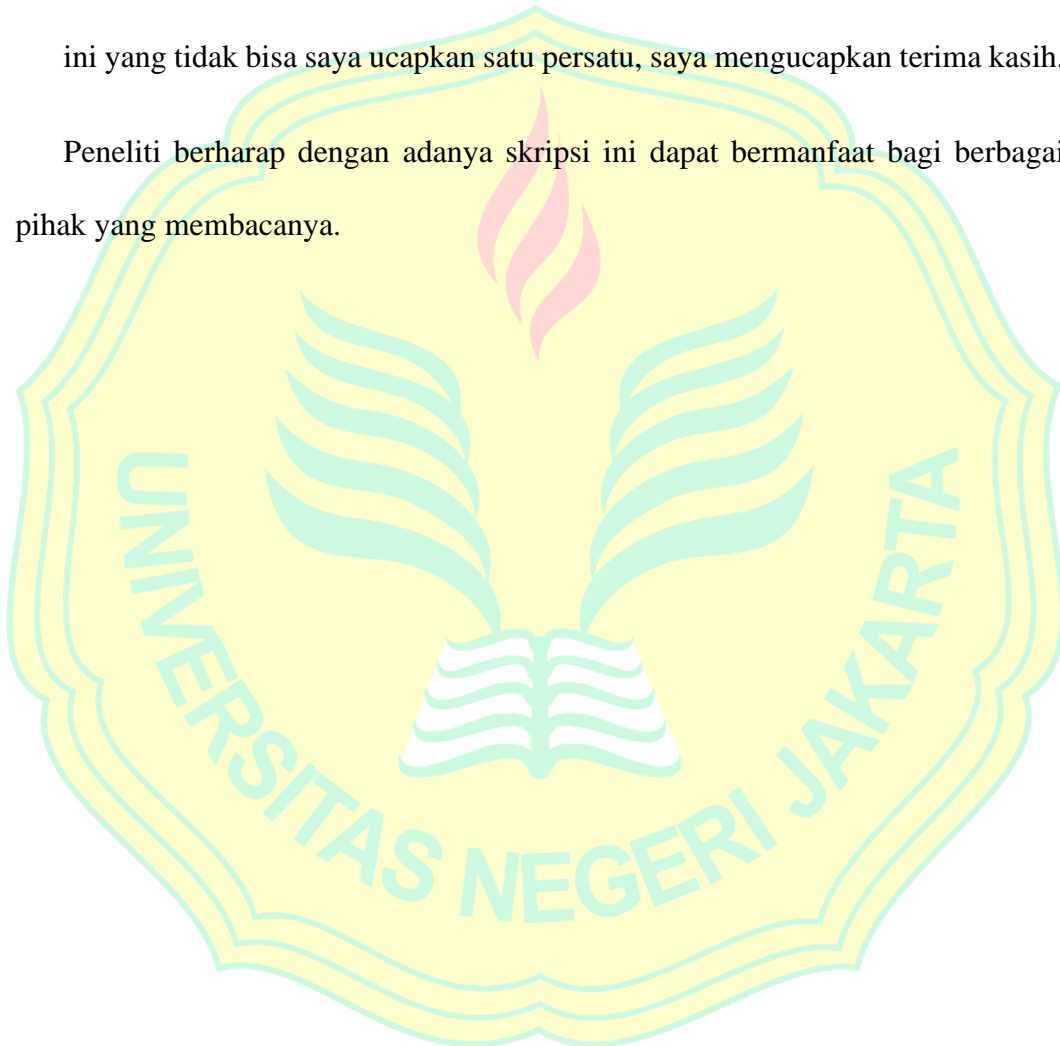 ini yang tidak bisa saya ucapkan satu persatu, saya mengucapkan terima kasih.
Peneliti berharap dengan adanya skripsi ini dapat bermanfaat bagi berbagai
pihak yang membacanya.
UNIVERSITAS NEGERI JAKARTA